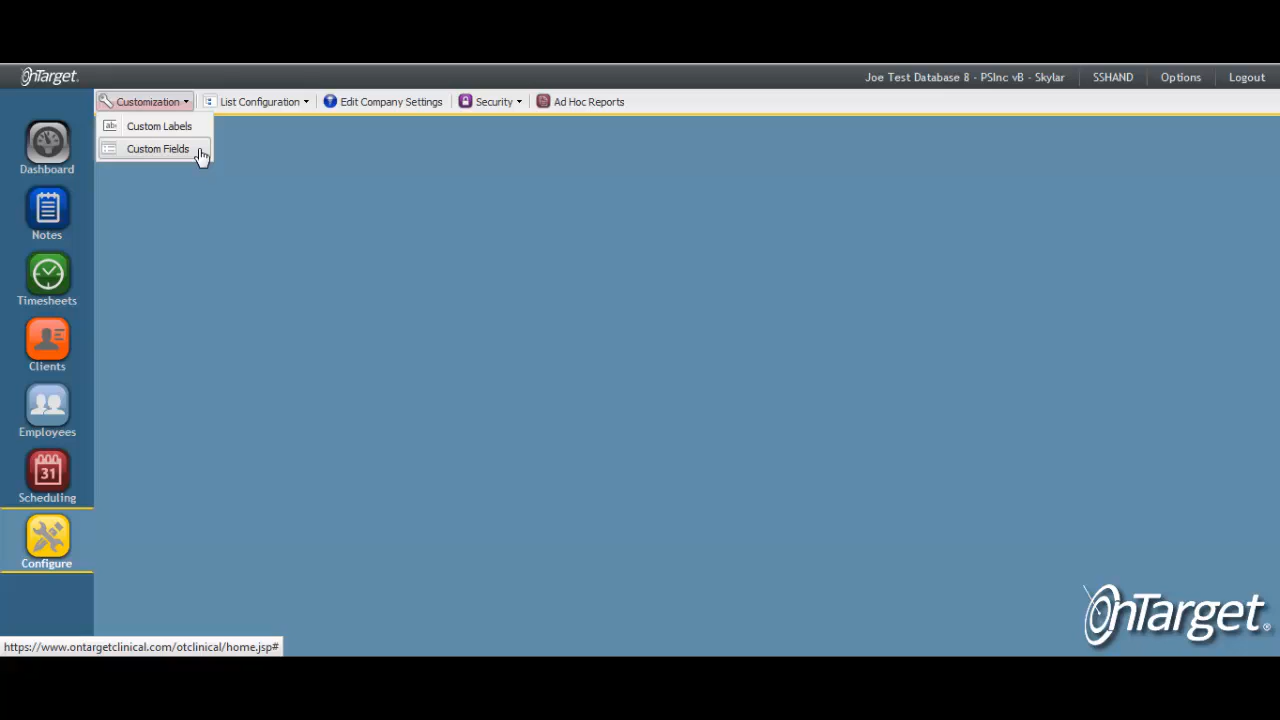 OnTarget.
Joe Test Database 8 - PSInc vB - Skylar
SSHAND
Options
Logout
Customization
List Configuration
Edit Company Settings
Security
Ad Hoc Reports
ab
Custom Labels
Custom Fields
Dashboard
Notes
Timesheets
Clients
Employees
31
Scheduling
Configure
OnTarget®
https://www.ontargetclinical.com/otclinical/home.jsp#